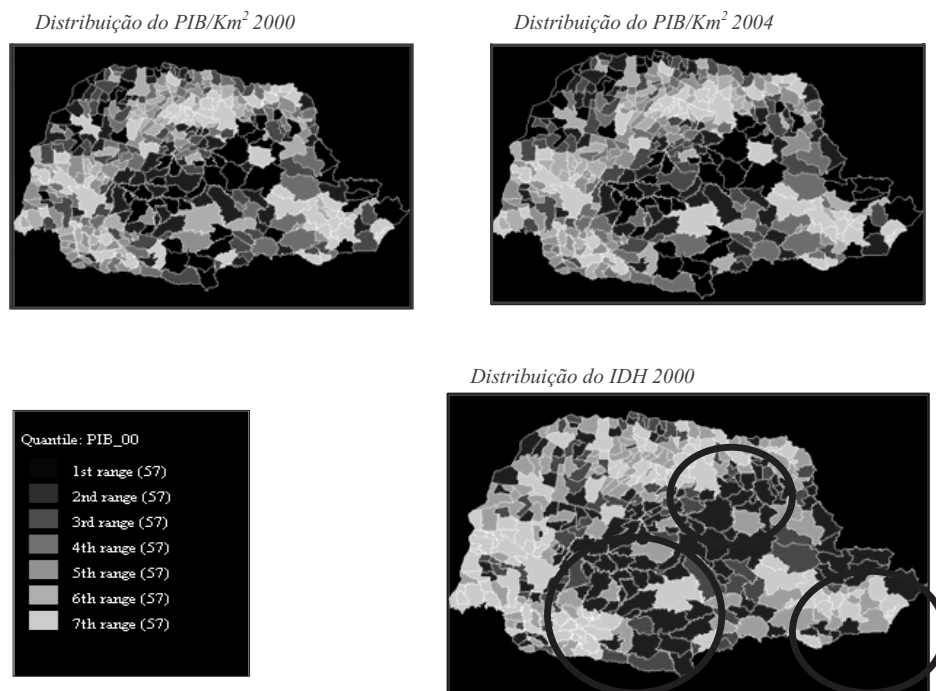 Distribuição do PIB/Km² 2000
Distribuição do PIB/Km² 2004
Distribuição do IDH 2000
Quantile: PIB_00
1st range (57)
2nd range (57)
3rd range (57)
4th range (57)
5th range (57)
6th range (57)
7th range (57)